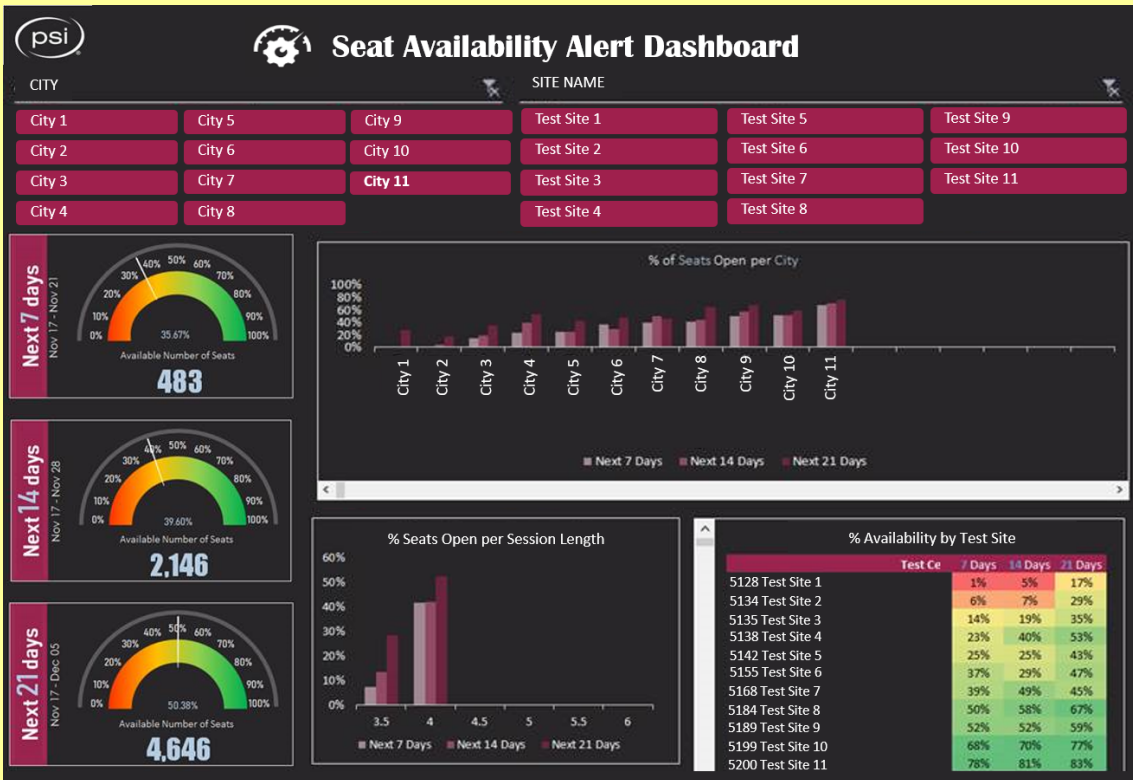 psi
Seat Availability Alert Dashboard
CITY
City 1
City 5
City 9
City 2
City 6
City 10
City 3
City 7
City 11
City 4
City 8
SITE NAME
Test Site 1
Test Site 5
Test Site 9
Test Site 2
Test Site 6
Test Site 10
Test Site 3
Test Site 7
Test Site 11
Test Site 4
Test Site 8
Next 7 days
Nov 17 - Nov 21
0% 10% 20% 30% 40% 50% 60% 70% 80% 90% 100%
35.67%
Available Number of Seats
483
Next 14 days
Nov 17 - Nov 28
0% 10% 20% 30% 40% 50% 60% 70% 80% 90% 100%
39.60%
Available Number of Seats
2,146
Next 21 days
Nov 17 - Dec 05
0% 10% 20% 30% 40% 50% 60% 70% 80% 90% 100%
50.38%
Available Number of Seats
4,646
% of Seats Open per City
100%
80%
60%
40%
20%
0%
City 1 City 2 City 3 City 4 City 5 City 6 City 7 City 8 City 9 City 10 City 11
Next 7 Days Next 14 Days Next 21 Days
% Seats Open per Session Length
60%
50%
40%
30%
20%
10%
0%
3.5 4 4.5 5 5.5 6
Next 7 Days Next 14 Days Next 21 Days
% Availability by Test Site
Test Ce 7 Days 14 Days 21 Days
5128 Test Site 1 1% 5% 17%
5134 Test Site 2 6% 7% 29%
5135 Test Site 3 14% 19% 35%
5138 Test Site 4 23% 40% 53%
5142 Test Site 5 25% 25% 43%
5155 Test Site 6 37% 29% 47%
5168 Test Site 7 39% 49% 45%
5184 Test Site 8 50% 58% 67%
5189 Test Site 9 52% 52% 59%
5199 Test Site 10 68% 70% 77%
5200 Test Site 11 78% 81% 83%